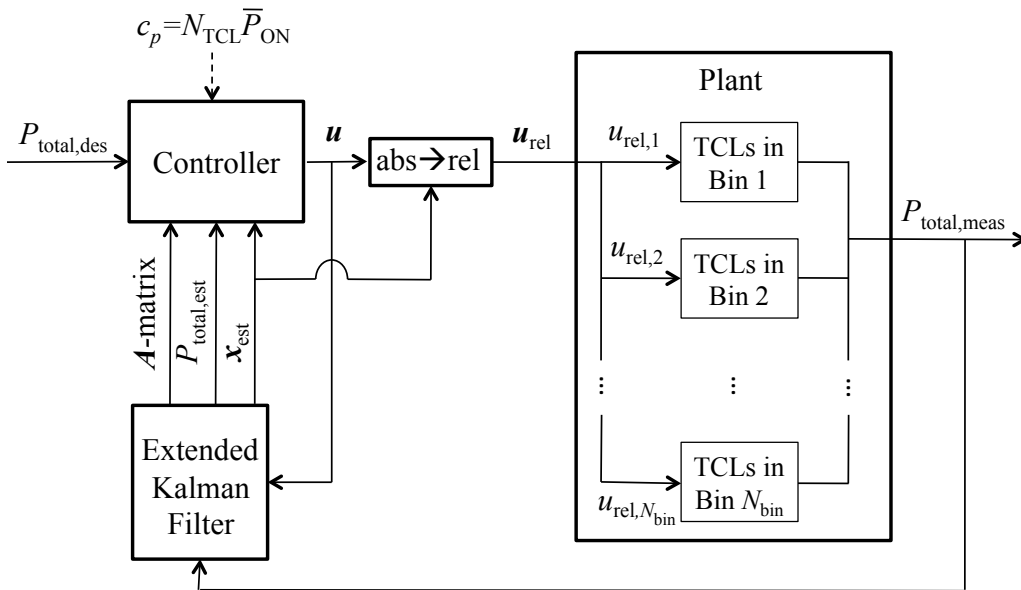 c_p=N_TCL P̅_ON
Plant
P_total,des
Controller
u
abs→rel
u_rel
u_rel,1
TCLs in
Bin 1
P_total,meas
u_rel,2
TCLs in
Bin 2
A-matrix
P_total,est
x_est
...
...
...
Extended
Kalman
Filter
u_rel,N_bin
TCLs in
Bin N_bin